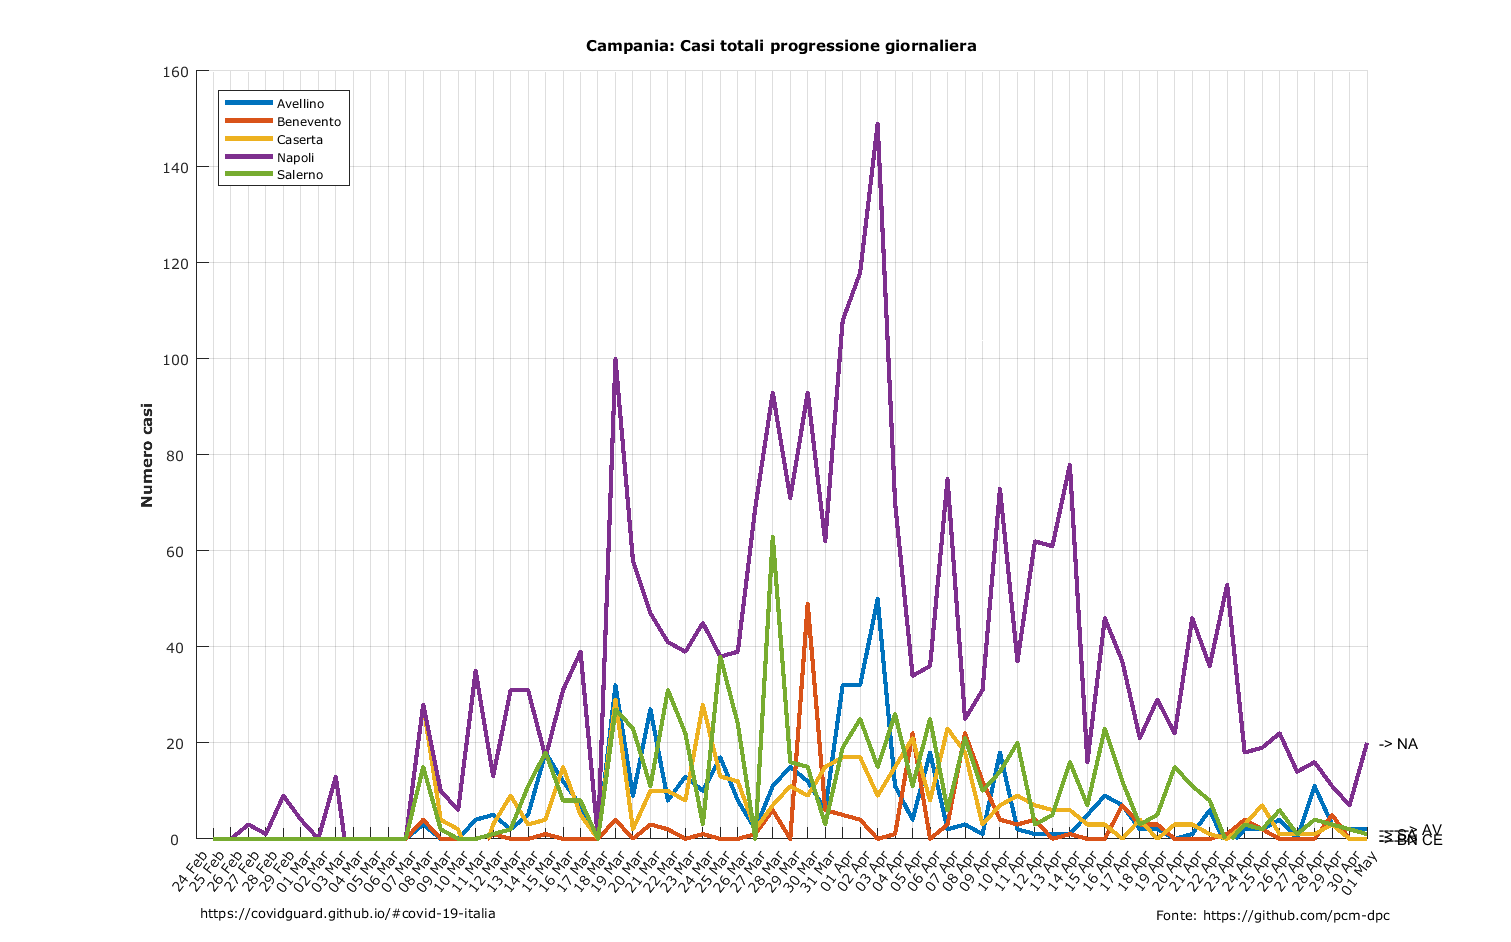 Campania: Casi totali progressione giornaliera
160
140
120
100
80
60
40
20
0
Numero casi
Avellino
Benevento
Caserta
Napoli
Salerno
-> NA
-> AV
-> BN CE
24 Feb
25 Feb
26 Feb
27 Feb
28 Feb
29 Feb
01 Mar
02 Mar
03 Mar
04 Mar
05 Mar
06 Mar
07 Mar
08 Mar
09 Mar
10 Mar
11 Mar
12 Mar
13 Mar
14 Mar
15 Mar
16 Mar
17 Mar
18 Mar
19 Mar
20 Mar
21 Mar
22 Mar
23 Mar
24 Mar
25 Mar
26 Mar
27 Mar
28 Mar
29 Mar
30 Mar
31 Mar
01 Apr
02 Apr
03 Apr
04 Apr
05 Apr
06 Apr
07 Apr
08 Apr
09 Apr
10 Apr
11 Apr
12 Apr
13 Apr
14 Apr
15 Apr
16 Apr
17 Apr
18 Apr
19 Apr
20 Apr
21 Apr
22 Apr
23 Apr
24 Apr
25 Apr
26 Apr
27 Apr
28 Apr
29 Apr
30 Apr
01 May
https://covidguard.github.io/#covid-19-italia
Fonte: https://github.com/pcm-dpc